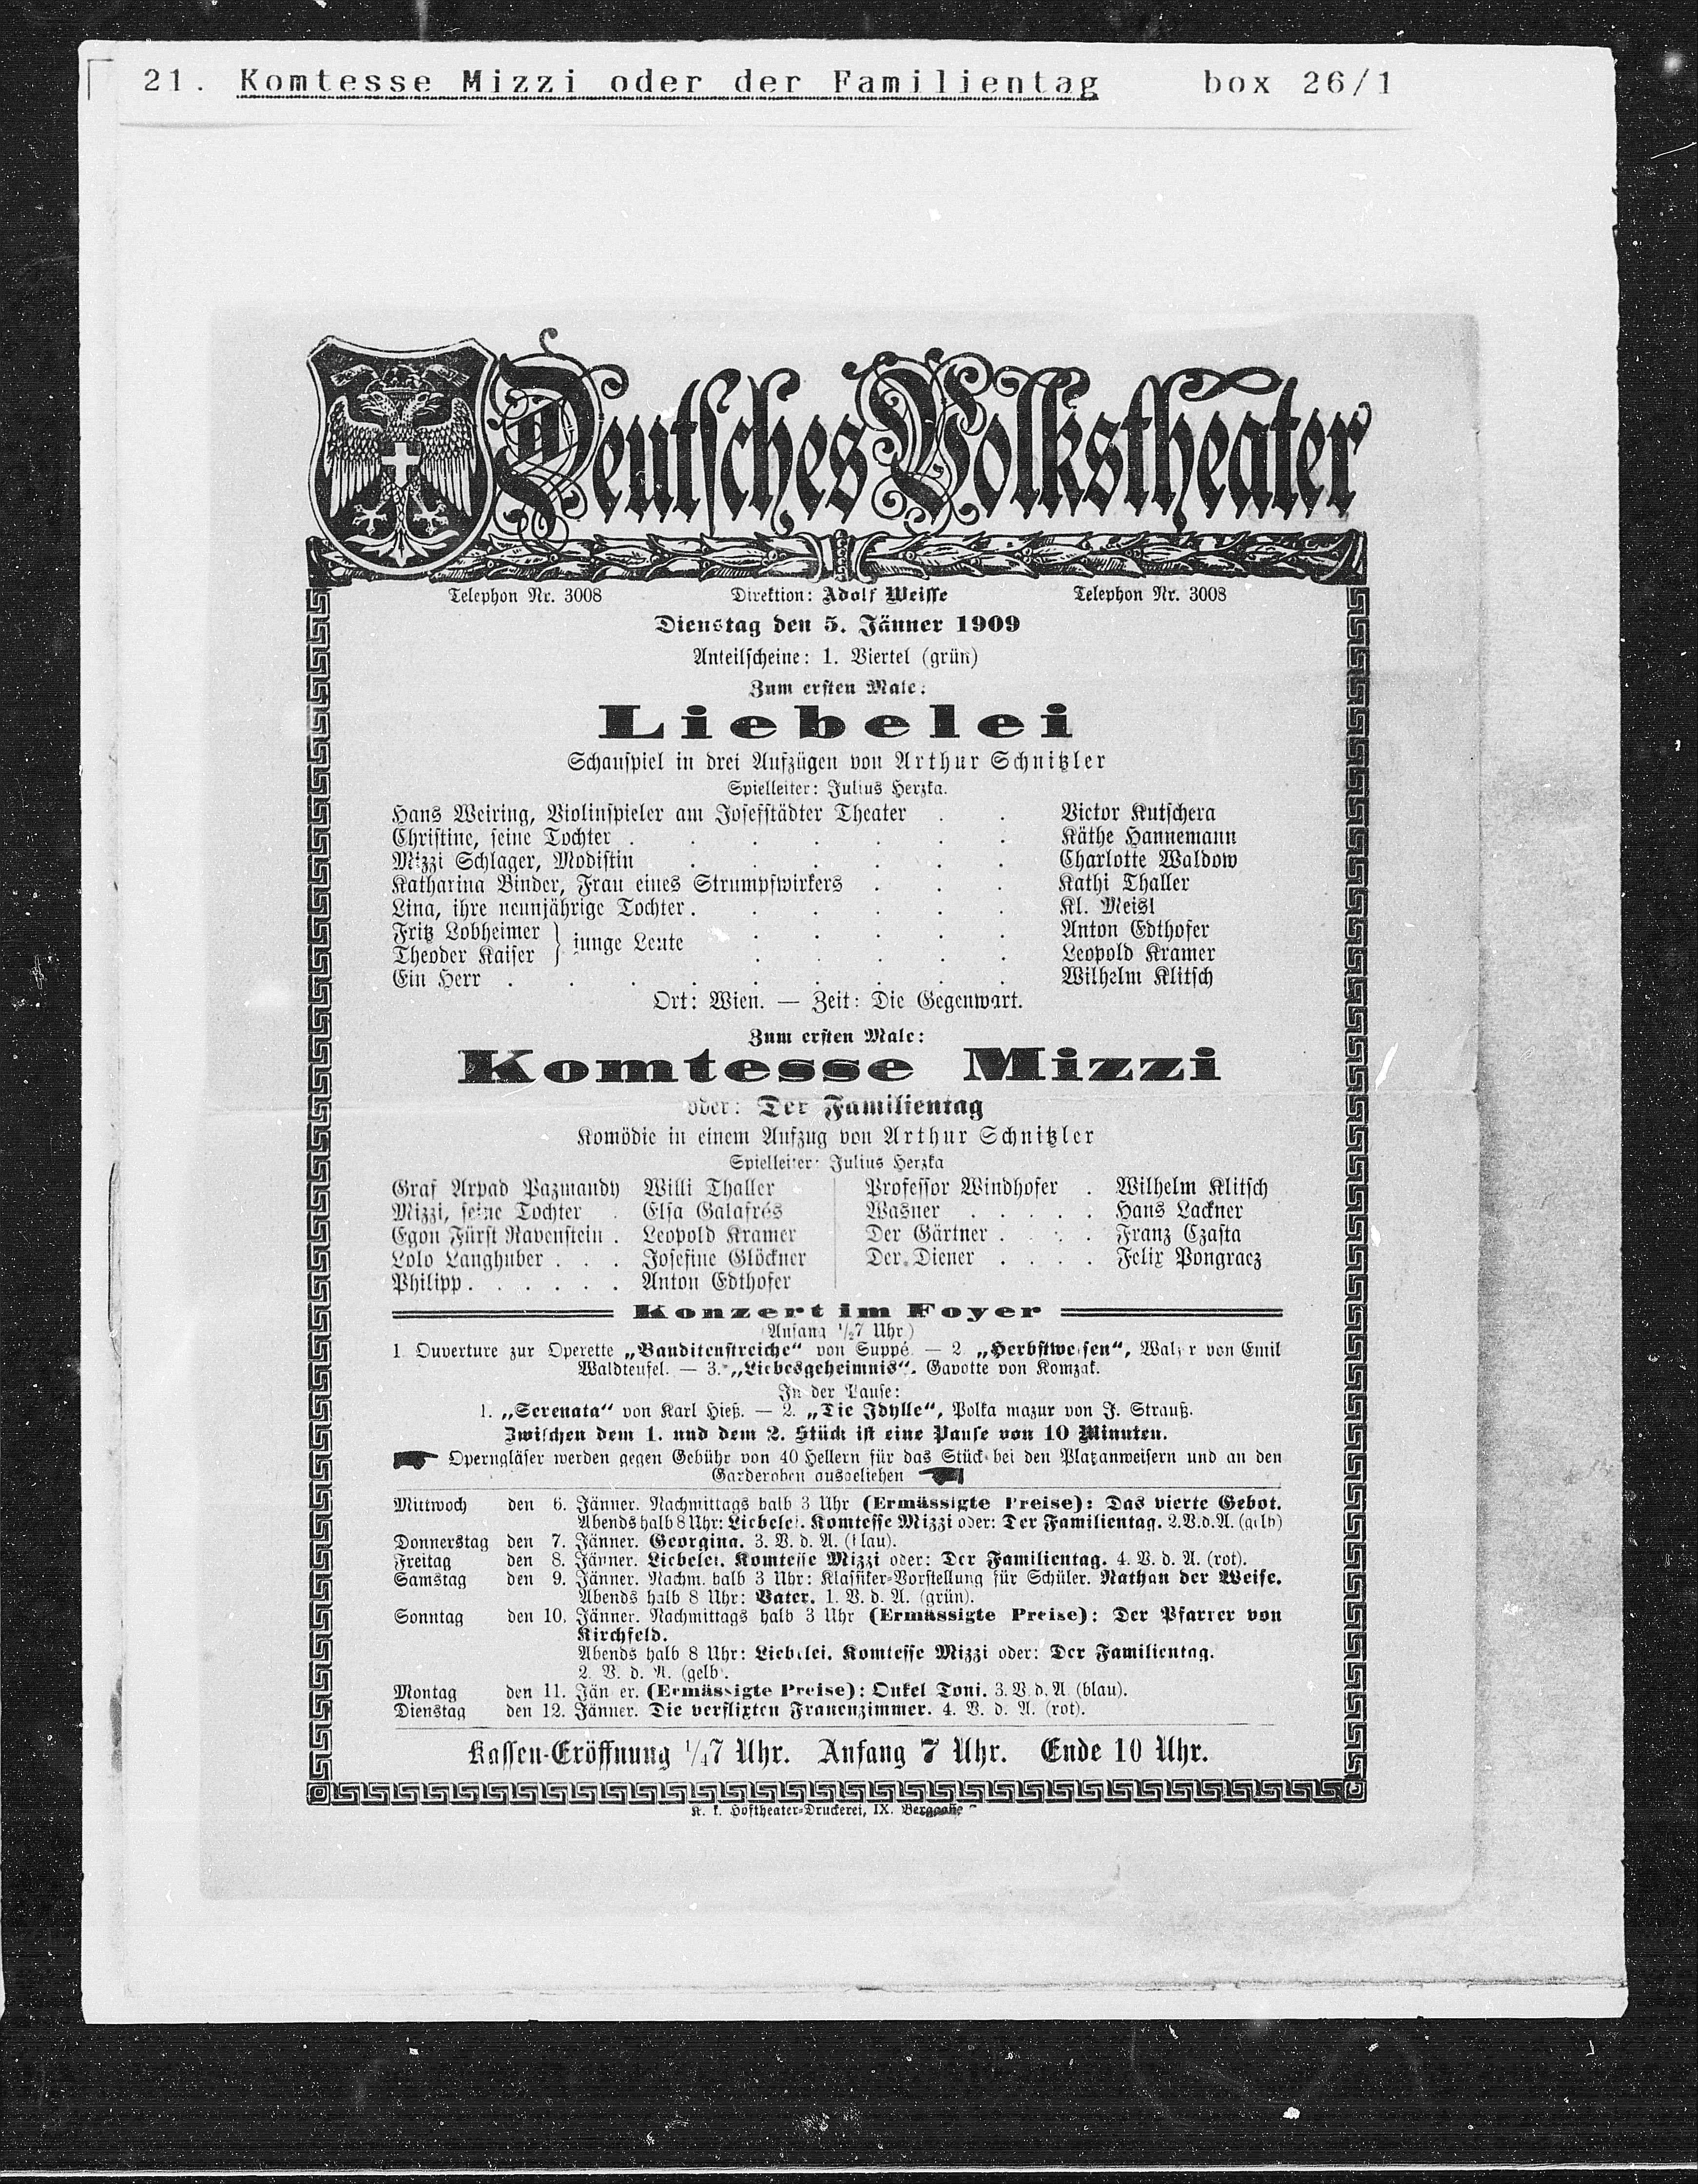 21. Komtesse Mizzi oder der Familientag box 26/1
Deutsches Volkstheater
Telephon Nr. 3008 Direktion: Adolf Weisse Telephon Nr. 3008
Dienstag den 5. Jänner 1909
Anteilscheine: 1. Viertel (grün)
Zum ersten Male:
Liebelei
Schauspiel in drei Aufzügen von Arthur Schnitzler
Spielleiter: Julius Herzka.
Hans Weiring, Violinspieler am Josefstädter Theater . . Victor Kutschera
Christine, seine Tochter . . . . . . . Käthe Hannemann
Mizzi Schlager, Modistin . . . . . . Charlotte Waldow
Katharina Binder, Frau eines Strumpfwirkers . . . Kathi Thaller
Lina, ihre neunjährige Tochter . . . . . . Kl. Meisl
Fritz Lobheimer } junge Leute . . . . . Anton Edthofer
Theodor Kaiser } . . . . . Leopold Kramer
Ein Herr . . . . . . . . . Wilhelm Klitsch
Ort: Wien. — Zeit: Die Gegenwart.
Zum ersten Male:
Komtesse Mizzi
oder: Der Familientag
Komödie in einem Aufzug von Arthur Schnitzler
Spielleiter: Julius Herzka
Graf Arpad Pazmandy Willi Thaller Professor Windhofer . Wilhelm Klitsch
Mizzi, seine Tochter . Elsa Galafrés Wasner . . . . . Hans Lackner
Egon Fürst Ravenstein . Leopold Kramer Der Gärtner . . . . Franz Czasta
Lolo Langhuber . . . Josefine Glöckner Der Diener . . . . Felix Pongracz
Philipp . . . . . . Anton Edthofer
Konzert im Foyer
(Anfang 1/27 Uhr)
1. Ouverture zur Operette „Banditenstreiche“ von Suppé. — 2. „Herbstweisen“, Walzer von Emil
Waldteufel. — 3. „Liebesgeheimnis“. Gavotte von Komzak.
In der Pause:
1. „Serenata“ von Karl Hieß. — 2. „Die Idylle“, Polka mazur von J. Strauß.
Zwischen dem 1. und dem 2. Stück ist eine Pause von 10 Minuten.
Operngläser werden gegen Gebühr von 40 Hellern für das Stück bei den Platzanweisern und an den
Garderoben ausgeliehen
Mittwoch den 6. Jänner. Nachmittags halb 3 Uhr (Ermässigte Preise): Das vierte Gebot.
Abends halb 8 Uhr: Liebelei. Komtesse Mizzi oder: Der Familientag. 2.V.d.A. (gelb)
Donnerstag den 7. Jänner. Georgina. 3. V. d. A. (blau).
Freitag den 8. Jänner. Liebelei. Komtesse Mizzi oder: Der Familientag. 4. V. d. A. (rot).
Samstag den 9. Jänner. Nachm. halb 3 Uhr: Klassiker-Vorstellung für Schüler. Nathan der Weise.
Abends halb 8 Uhr: Vater. 1. V. d. A. (grün).
Sonntag den 10. Jänner. Nachmittags halb 3 Uhr (Ermässigte Preise): Der Pfarrer von
Kirchfeld.
Abends halb 8 Uhr: Liebelei. Komtesse Mizzi oder: Der Familientag.
2. V. d. A. (gelb).
Montag den 11. Jänner. (Ermässigte Preise): Onkel Toni. 3. V. d. A. (blau).
Dienstag den 12. Jänner. Die verflixten Frauenzimmer. 4. V. d. A. (rot).
Kassen-Eröffnung 1/47 Uhr. Anfang 7 Uhr. Ende 10 Uhr.
K. k. Hoftheater-Druckerei, IX. Berggasse